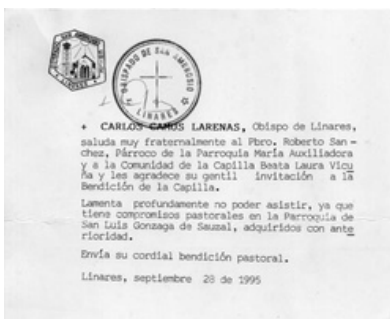 OBISPADO DE SAN AMBROSIO
LINARES
+ CARLOS CAMUS LARENAS, Obispo de Linares,
saluda muy fraternalmente al Pbro. Roberto San-
chez, Párroco de la Parroquia María Auxiliadora
y a la Comunidad de la Capilla Beata Laura Vicu
ña y les agradece su gentil invitación a la
Bendición de la Capilla.
Lamenta profundamente no poder asistir, ya que
tiene compromisos pastorales en la Parroquia de
San Luis Gonzaga de Sauzal, adquiridos con ante
rioridad.
Envía su cordial bendición pastoral.
Linares, septiembre 28 de 1995